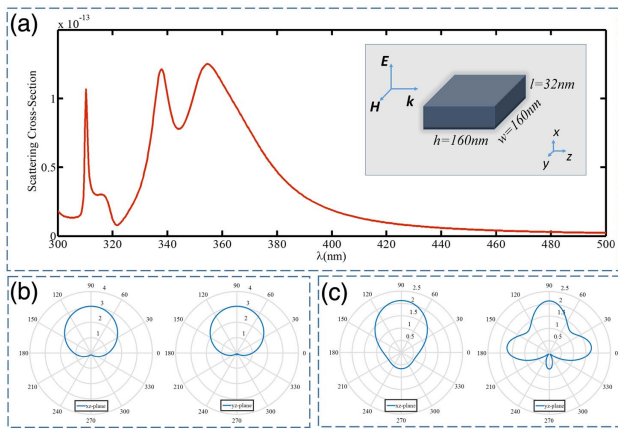 (a)
x 10⁻¹³
Scattering Cross-Section
1
0.5
0
300 320 340 360 380 400 420 440 460 480 500
λ(nm)
E
H
k
l=32nm
w=160nm
h=160nm
x
y
z
(b)
90 4
120 60
3
150 30
2
1
180 0
210 330
240 300
270
xz-plane
90 4
120 60
3
150 30
2
1
180 0
210 330
240 300
270
yz-plane
(c)
90 2.5
120 60
2
1.5
150 30
1
0.5
180 0
210 330
240 300
270
xz-plane
90 2.5
120 60
2
1.5
150 30
1
0.5
180 0
210 330
240 300
270
yz-plane